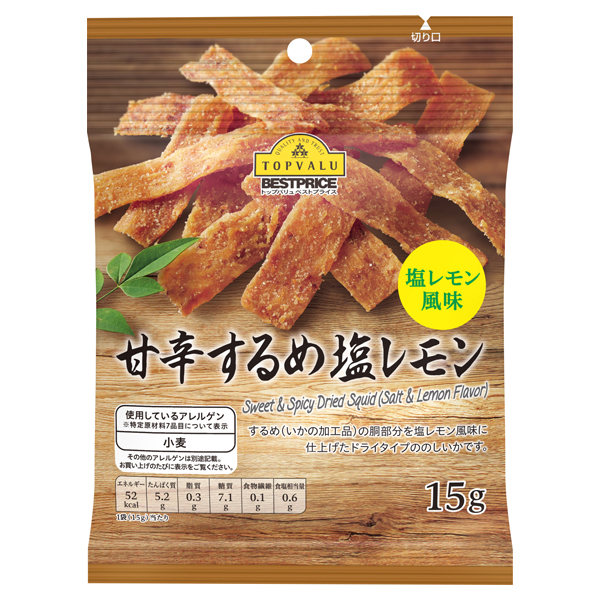 切り口
QUALITY AND TRUST
TOPVALU
BESTPRICE
トップバリュ ベストプライス
塩レモン
風味
甘辛するめ塩レモン
Sweet & Spicy Dried Squid (Salt & Lemon Flavor)
使用しているアレルゲン
※特定原材料7品目について表示
小麦
その他のアレルゲンは別途記載。
お買い上げのたびに表示をご覧ください。
するめ(いかの加工品)の胴部分を塩レモン風味に
仕上げたドライタイプののしいかです。
エネルギー たんぱく質 脂質 糖質 食物繊維 食塩相当量
52 kcal 5.2 g 0.3 g 7.1 g 0.1 g 0.6 g
1袋(15g)当たり
15g